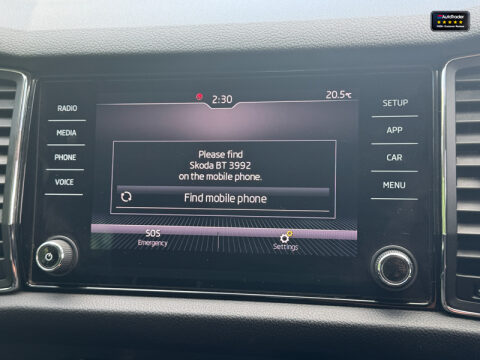 AutoTrader
2:30
20.5°C
RADIO
MEDIA
PHONE
VOICE
Please find
Skoda BT 3992
on the mobile phone.
Find mobile phone
SOS
Emergency
Settings
SETUP
APP
CAR
MENU